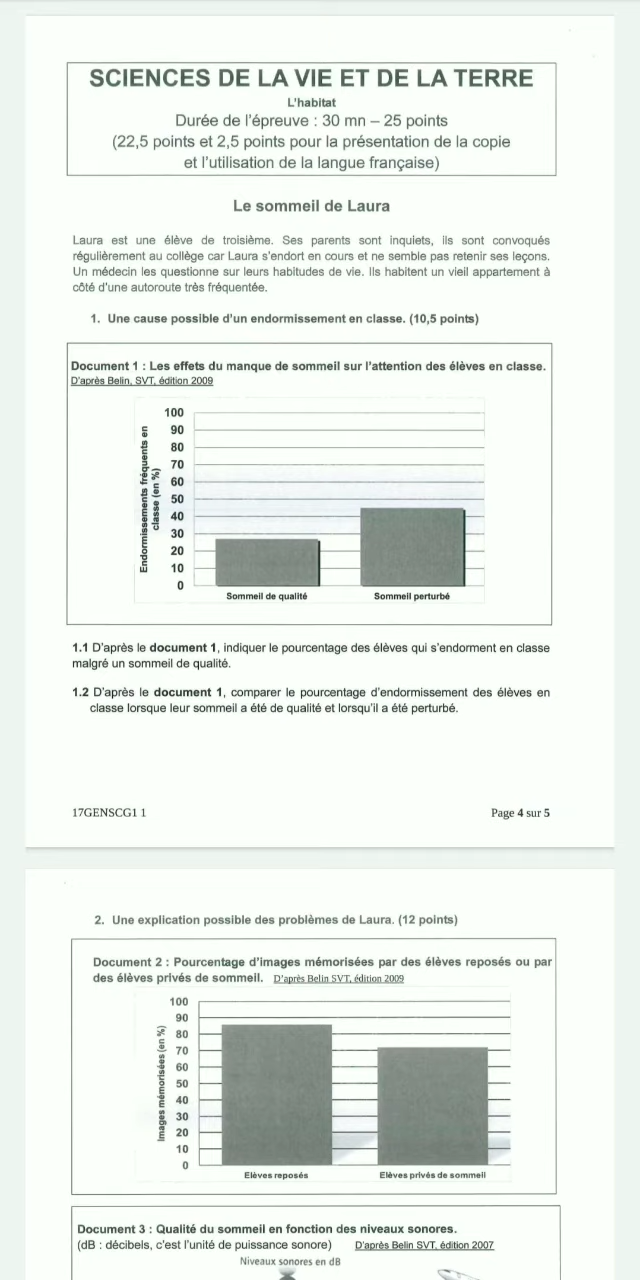 SCIENCES DE LA VIE ET DE LA TERRE
L'habitat
Durée de l'épreuve : 30 mn – 25 points
(22,5 points et 2,5 points pour la présentation de la copie
et l'utilisation de la langue française)
Le sommeil de Laura
Laura est une élève de troisième. Ses parents sont inquiets, ils sont convoqués
régulièrement au collège car Laura s'endort en cours et ne semble pas retenir ses leçons.
Un médecin les questionne sur leurs habitudes de vie. Ils habitent un vieil appartement à
côté d'une autoroute très fréquentée.
1. Une cause possible d'un endormissement en classe. (10,5 points)
Document 1 : Les effets du manque de sommeil sur l'attention des élèves en classe.
D'après Belin, SVT, édition 2009
Endormissements fréquents en
classe (en %)
100
90
80
70
60
50
40
30
20
10
0
Sommeil de qualité
Sommeil perturbé
1.1 D'après le document 1, indiquer le pourcentage des élèves qui s'endorment en classe
malgré un sommeil de qualité.
1.2 D'après le document 1, comparer le pourcentage d'endormissement des élèves en
classe lorsque leur sommeil a été de qualité et lorsqu'il a été perturbé.
17GENSCG1 1
Page 4 sur 5
2. Une explication possible des problèmes de Laura. (12 points)
Document 2 : Pourcentage d'images mémorisées par des élèves reposés ou par
des élèves privés de sommeil. D'après Belin SVT, édition 2009
Images mémorisées (en %)
100
90
80
70
60
50
40
30
20
10
0
Elèves reposés
Elèves privés de sommeil
Document 3 : Qualité du sommeil en fonction des niveaux sonores.
(dB : décibels, c'est l'unité de puissance sonore) D'après Belin SVT, édition 2007
Niveaux sonores en dB